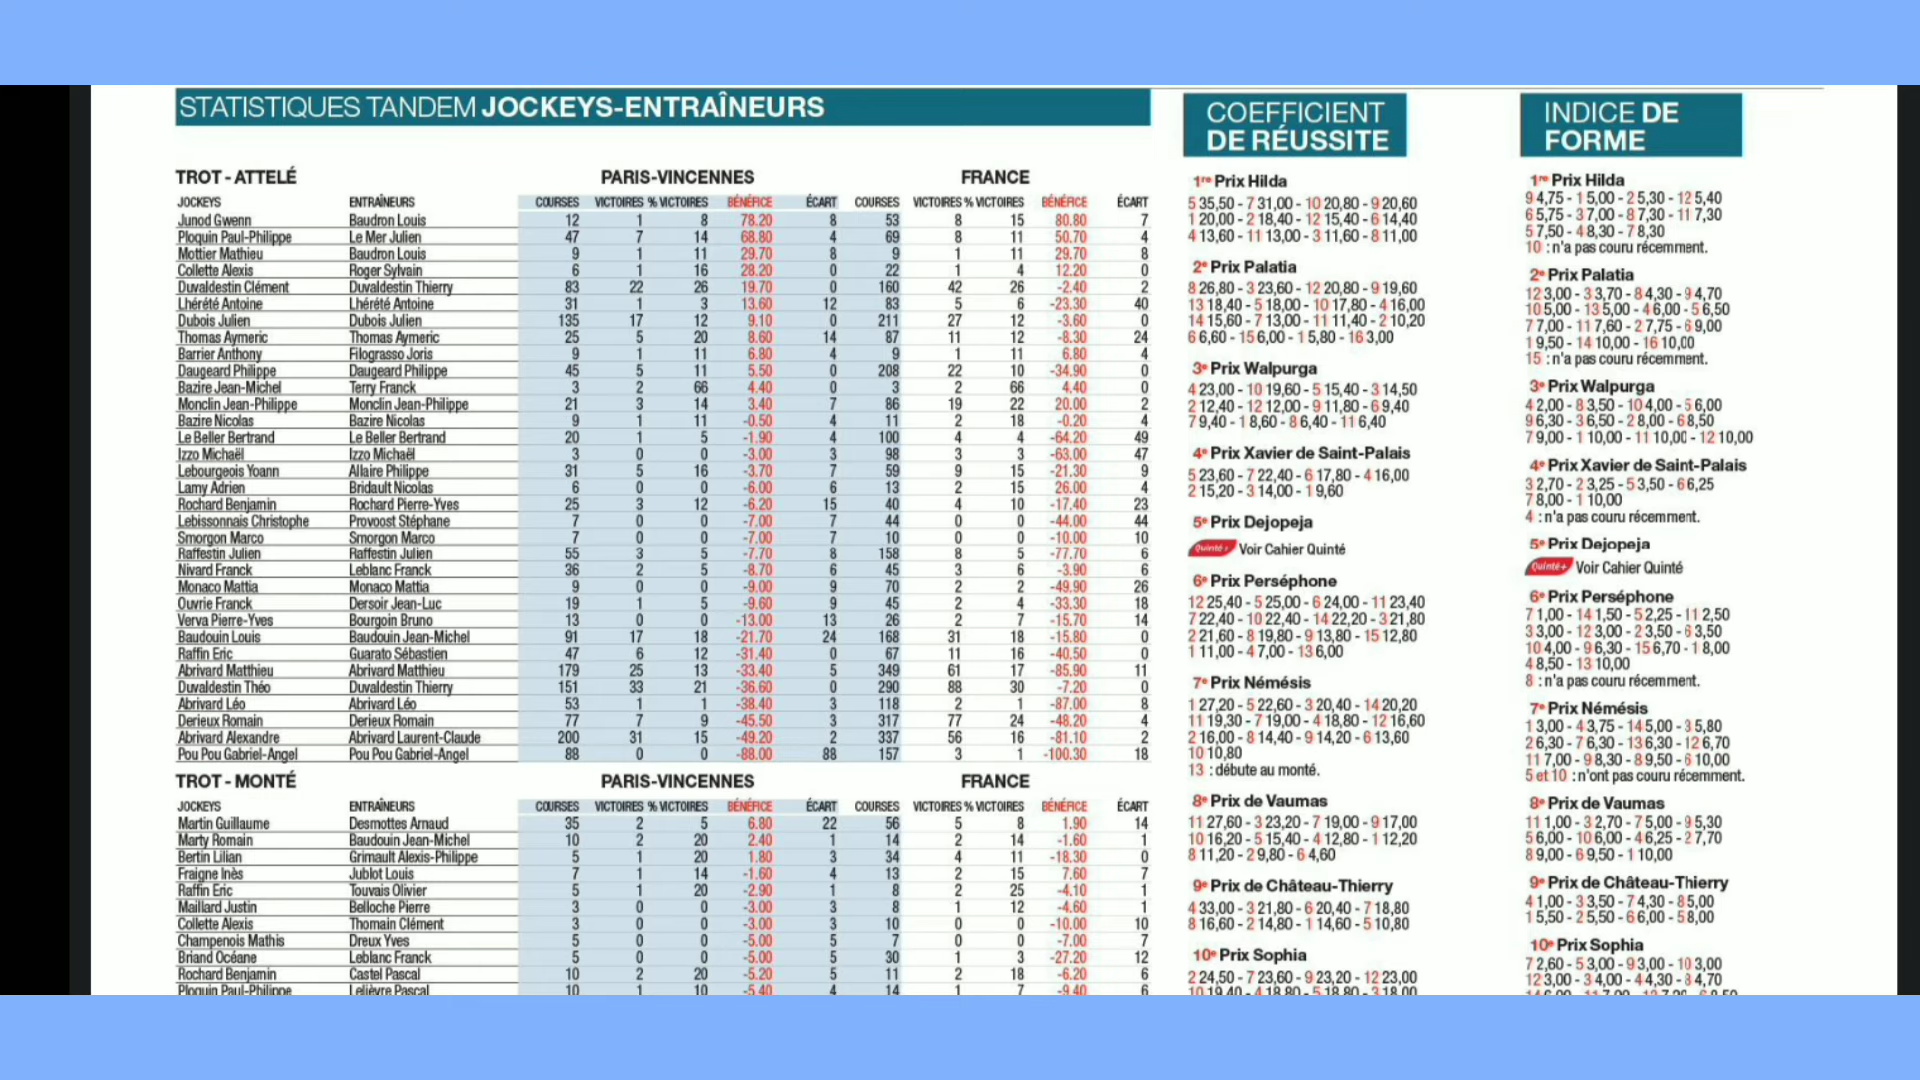 STATISTIQUES TANDEM JOCKEYS-ENTRAÎNEURS
TROT - ATTELÉ PARIS-VINCENNES FRANCE
JOCKEYS ENTRAÎNEURS COURSES VICTOIRES % VICTOIRES BÉNÉFICE ÉCART COURSES VICTOIRES % VICTOIRES BÉNÉFICE ÉCART
Junod Gwenn Baudron Louis 12 1 8 78.20 8 53 8 15 80.80 7
Ploquin Paul-Philippe Le Mer Julien 47 7 14 68.80 4 69 8 11 50.70 4
Mottier Mathieu Baudron Louis 9 1 11 29.70 8 9 1 11 29.70 8
Collette Alexis Roger Sylvain 6 1 16 28.20 0 22 1 4 12.20 0
Duvaldestin Clément Duvaldestin Thierry 83 22 26 19.70 0 160 42 26 -2.40 2
Lhérété Antoine Lhérété Antoine 31 1 3 13.60 12 83 5 6 -23.30 40
Dubois Julien Dubois Julien 135 17 12 9.10 0 211 27 12 -3.60 0
Thomas Aymeric Thomas Aymeric 25 5 20 8.60 14 87 11 12 -8.30 24
Barrier Anthony Filograsso Joris 9 1 11 6.80 4 9 1 11 6.80 4
Daugeard Philippe Daugeard Philippe 45 5 11 5.50 0 208 22 10 -34.90 0
Bazire Jean-Michel Terry Franck 3 2 66 4.40 0 3 2 66 4.40 0
Monclin Jean-Philippe Monclin Jean-Philippe 21 3 14 3.40 7 86 19 22 20.00 2
Bazire Nicolas Bazire Nicolas 9 1 11 -0.50 4 11 2 18 -0.20 4
Le Beller Bertrand Le Beller Bertrand 20 1 5 -1.90 4 100 4 4 -64.20 49
Izzo Michaël Izzo Michaël 3 0 0 -3.00 3 98 3 3 -63.00 47
Lebourgeois Yoann Allaire Philippe 31 5 16 -3.70 7 59 9 15 -21.30 9
Lamy Adrien Bridault Nicolas 6 0 0 -6.00 6 13 2 15 26.00 4
Rochard Benjamin Rochard Pierre-Yves 25 3 12 -6.20 15 40 4 10 -17.40 23
Lebissonnais Christophe Provoost Stéphane 7 0 0 -7.00 7 44 0 0 -44.00 44
Smorgon Marco Smorgon Marco 7 0 0 -7.00 7 10 0 0 -10.00 10
Raffestin Julien Raffestin Julien 55 3 5 -7.70 8 158 8 5 -77.70 6
Nivard Franck Leblanc Franck 36 2 5 -8.70 6 45 3 6 -3.90 6
Monaco Mattia Monaco Mattia 9 0 0 -9.00 9 70 2 2 -49.90 26
Ouvrie Franck Dersoir Jean-Luc 19 1 5 -9.60 9 45 2 4 -33.30 18
Verva Pierre-Yves Bourgoin Bruno 13 0 0 -13.00 13 26 2 7 -15.70 14
Baudouin Louis Baudouin Jean-Michel 91 17 18 -21.70 24 168 31 18 -15.80 0
Raffin Eric Guarato Sébastien 47 6 12 -31.40 0 67 11 16 -40.50 0
Abrivard Matthieu Abrivard Matthieu 179 25 13 -33.40 5 349 61 17 -85.90 11
Duvaldestin Théo Duvaldestin Thierry 151 33 21 -36.60 0 290 88 30 -7.20 0
Abrivard Léo Abrivard Léo 53 1 1 -38.40 3 118 2 1 -87.00 8
Derieux Romain Derieux Romain 77 7 9 -45.50 3 317 77 24 -48.20 4
Abrivard Alexandre Abrivard Laurent-Claude 200 31 15 -49.20 2 337 56 16 -81.10 2
Pou Pou Gabriel-Angel Pou Pou Gabriel-Angel 88 0 0 -88.00 88 157 3 1 -100.30 18
TROT - MONTÉ PARIS-VINCENNES FRANCE
JOCKEYS ENTRAÎNEURS COURSES VICTOIRES % VICTOIRES BÉNÉFICE ÉCART COURSES VICTOIRES % VICTOIRES BÉNÉFICE ÉCART
Martin Guillaume Desmottes Arnaud 35 2 5 6.80 22 56 5 8 1.90 14
Marty Romain Baudouin Jean-Michel 10 2 20 2.40 1 14 2 14 -1.60 1
Bertin Lilian Grimault Alexis-Philippe 5 1 20 1.80 3 34 4 11 -18.30 0
Fraigne Inès Jublot Louis 7 1 14 -1.60 4 13 2 15 7.60 7
Raffin Eric Touvais Olivier 5 1 20 -2.90 1 8 2 25 -4.10 1
Maillard Justin Belloche Pierre 3 0 0 -3.00 3 8 1 12 -4.60 1
Collette Alexis Thomain Clément 3 0 0 -3.00 3 10 0 0 -10.00 10
Champenois Mathis Dreux Yves 5 0 0 -5.00 5 7 0 0 -7.00 7
Briand Océane Leblanc Franck 5 0 0 -5.00 5 30 1 3 -27.20 12
Rochard Benjamin Castel Pascal 10 2 20 -5.20 5 11 2 18 -6.20 6
Ploquin Paul-Philippe Lelièvre Pascal 10 1 10 -5.40 4 14 1 7 -9.40 6
COEFFICIENT
DE RÉUSSITE
1re Prix Hilda
5 35,50 - 7 31,00 - 10 20,80 - 9 20,60
1 20,00 - 2 18,40 - 12 15,40 - 6 14,40
4 13,60 - 11 13,00 - 3 11,60 - 8 11,00
2e Prix Palatia
8 26,80 - 3 23,60 - 12 20,80 - 9 19,60
13 18,40 - 5 18,00 - 10 17,80 - 4 16,00
14 15,60 - 7 13,00 - 11 11,40 - 2 10,20
6 6,60 - 15 6,00 - 1 5,80 - 16 3,00
3e Prix Walpurga
4 23,00 - 10 19,60 - 5 15,40 - 3 14,50
2 12,40 - 12 12,00 - 9 11,80 - 6 9,40
7 9,40 - 1 8,60 - 8 6,40 - 11 6,40
4e Prix Xavier de Saint-Palais
5 23,60 - 7 22,40 - 6 17,80 - 4 16,00
2 15,20 - 3 14,00 - 1 9,60
5e Prix Dejopeja
Quinté+ Voir Cahier Quinté
6e Prix Perséphone
12 25,40 - 5 25,00 - 6 24,00 - 11 23,40
7 22,40 - 10 22,40 - 14 22,20 - 3 21,80
2 21,60 - 8 19,80 - 9 13,80 - 15 12,80
1 11,00 - 4 7,00 - 13 6,00
7e Prix Némésis
1 27,20 - 5 22,60 - 3 20,40 - 14 20,20
11 19,30 - 7 19,00 - 4 18,80 - 12 16,60
2 16,00 - 8 14,40 - 9 14,20 - 6 13,60
10 10,80
13 : débute au monté.
8e Prix de Vaumas
11 27,60 - 3 23,20 - 7 19,00 - 9 17,00
10 16,20 - 5 15,40 - 4 12,80 - 1 12,20
8 11,20 - 2 9,80 - 6 4,60
9e Prix de Château-Thierry
4 33,00 - 3 21,80 - 6 20,40 - 7 18,80
8 16,60 - 2 14,80 - 1 14,60 - 5 10,80
10e Prix Sophia
2 24,50 - 7 23,60 - 9 23,20 - 12 23,00
10 19,40 - 4 18,80 - 5 18,80 - 3 18,00
INDICE DE
FORME
1re Prix Hilda
9 4,75 - 1 5,00 - 2 5,30 - 12 5,40
6 5,75 - 3 7,00 - 8 7,30 - 11 7,30
5 7,50 - 4 8,30 - 7 8,30
10 : n'a pas couru récemment.
2e Prix Palatia
12 3,00 - 3 3,70 - 8 4,30 - 9 4,70
10 5,00 - 13 5,00 - 4 6,00 - 5 6,50
7 7,00 - 11 7,60 - 2 7,75 - 6 9,00
1 9,50 - 14 10,00 - 16 10,00
15 : n'a pas couru récemment.
3e Prix Walpurga
4 2,00 - 8 3,50 - 10 4,00 - 5 6,00
9 6,30 - 3 6,50 - 2 8,00 - 6 8,50
7 9,00 - 1 10,00 - 11 10,00 - 12 10,00
4e Prix Xavier de Saint-Palais
3 2,70 - 2 3,25 - 5 3,50 - 6 6,25
7 8,00 - 1 10,00
4 : n'a pas couru récemment.
5e Prix Dejopeja
Quinté+ Voir Cahier Quinté
6e Prix Perséphone
7 1,00 - 14 1,50 - 5 2,25 - 11 2,50
3 3,00 - 12 3,00 - 2 3,50 - 6 3,50
10 4,00 - 9 6,30 - 15 6,70 - 1 8,00
4 8,50 - 13 10,00
8 : n'a pas couru récemment.
7e Prix Némésis
1 3,00 - 4 3,75 - 14 5,00 - 3 5,80
2 6,30 - 7 6,30 - 13 6,30 - 12 6,70
11 7,00 - 9 8,30 - 8 9,50 - 6 10,00
5 et 10 : n'ont pas couru récemment.
8e Prix de Vaumas
11 1,00 - 3 2,70 - 7 5,00 - 9 5,30
5 6,00 - 10 6,00 - 4 6,25 - 2 7,70
8 9,00 - 6 9,50 - 1 10,00
9e Prix de Château-Thierry
4 1,00 - 3 3,50 - 7 4,30 - 8 5,00
1 5,50 - 2 5,50 - 6 6,00 - 5 8,00
10e Prix Sophia
7 2,60 - 5 3,00 - 9 3,00 - 10 3,00
12 3,00 - 3 4,00 - 4 4,30 - 8 4,70